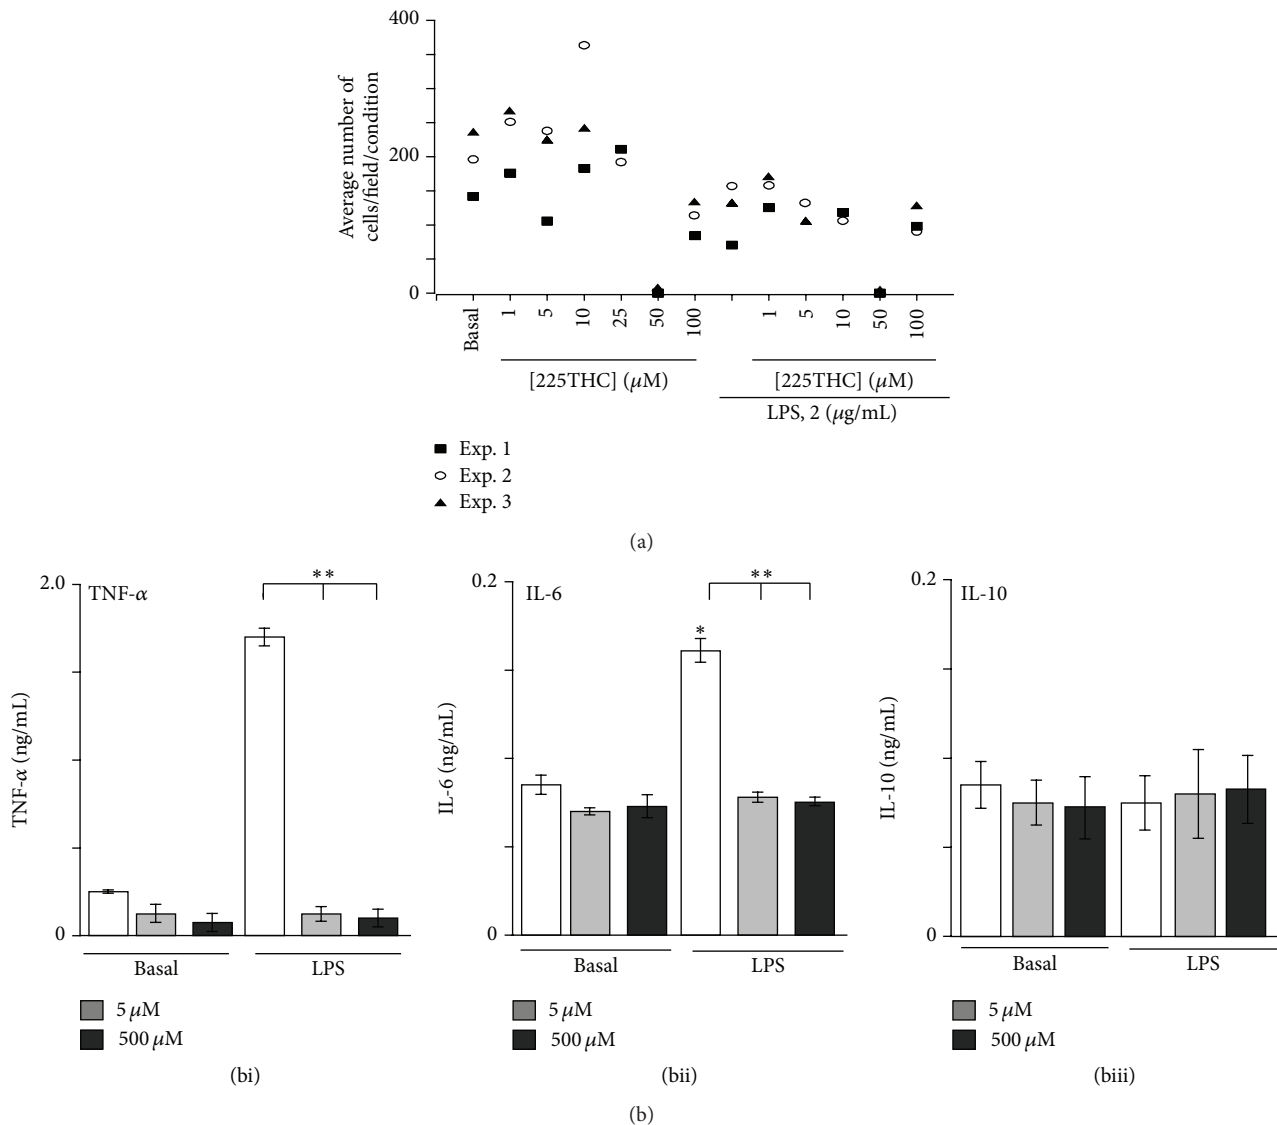 400
200
0
Average number of
cells/field/condition
Basal
1
5
10
25
50
100
1
5
10
50
100
[225THC] (μM)
[225THC] (μM)
LPS, 2 (μg/mL)
Exp. 1
Exp. 2
Exp. 3
(a)
2.0
TNF-α
**
TNF-α (ng/mL)
0
Basal
LPS
5 μM
500 μM
(bi)
0.2
IL-6
**
*
IL-6 (ng/mL)
0
Basal
LPS
5 μM
500 μM
(bii)
0.2
IL-10
IL-10 (ng/mL)
0
Basal
LPS
5 μM
500 μM
(biii)
(b)